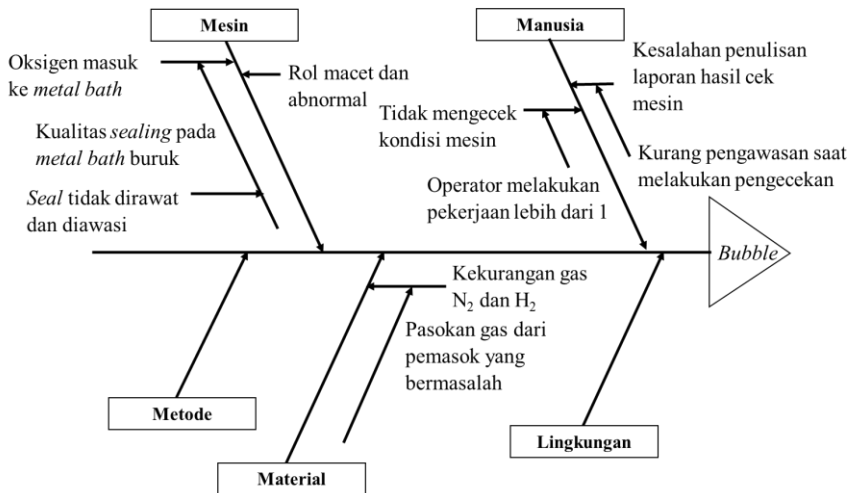 Mesin
Manusia
Oksigen masuk
ke metal bath
Rol macet dan
abnormal
Kualitas sealing pada
metal bath buruk
Seal tidak dirawat
dan diawasi
Kesalahan penulisan
laporan hasil cek
mesin
Tidak mengecek
kondisi mesin
Kurang pengawasan saat
melakukan pengecekan
Operator melakukan
pekerjaan lebih dari 1
Bubble
Kekurangan gas
N₂ dan H₂
Pasokan gas dari
pemasok yang
bermasalah
Metode
Material
Lingkungan